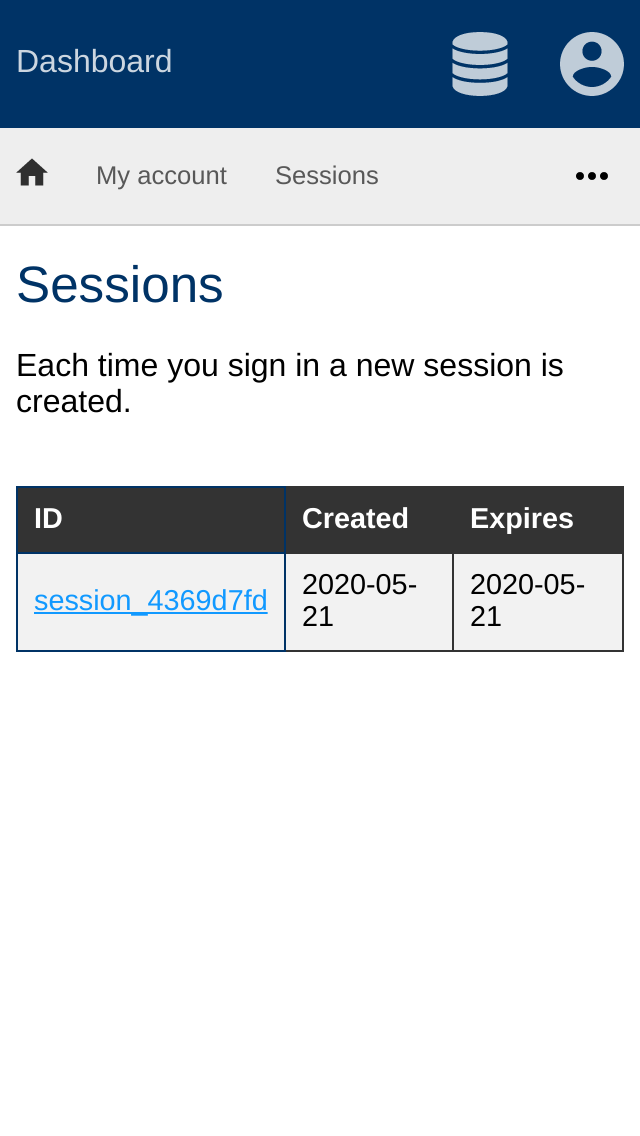 Dashboard
My account Sessions
Sessions
Each time you sign in a new session is
created.
ID Created Expires
session_4369d7fd 2020-05-21 2020-05-21